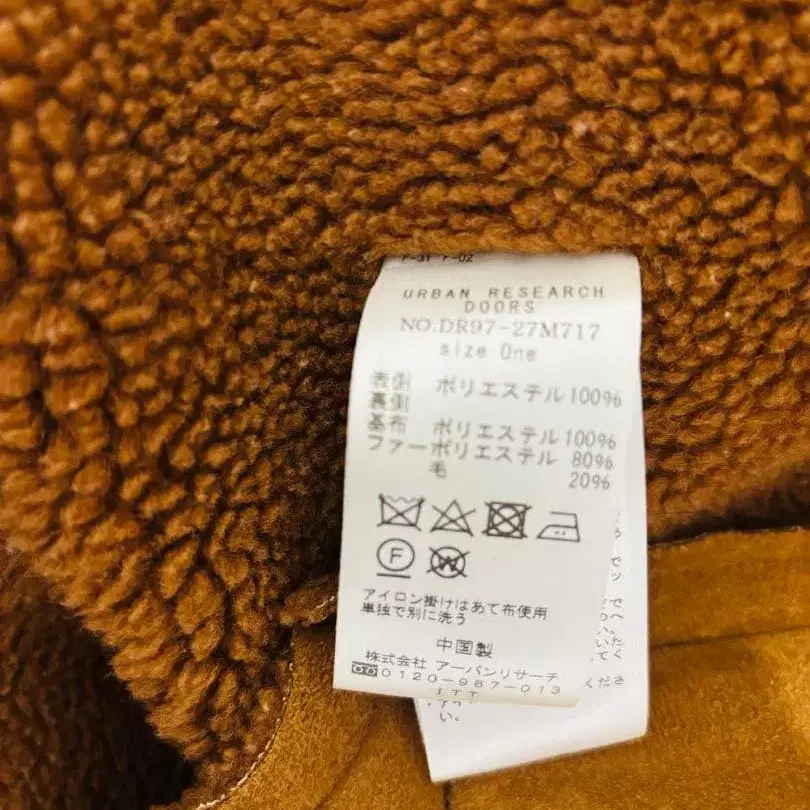 F-31 F-02
URBAN RESEARCH
DOORS
NO.DR97-27M717
size One
表側 ポリエステル100%
裏側
基布 ポリエステル100%
ファーポリエステル 80%
毛 20%
F
W
アイロン掛けはあて布使用
単独で別に洗う
中国製
株式会社 アーバンリサーチ
0120-967-013
い。